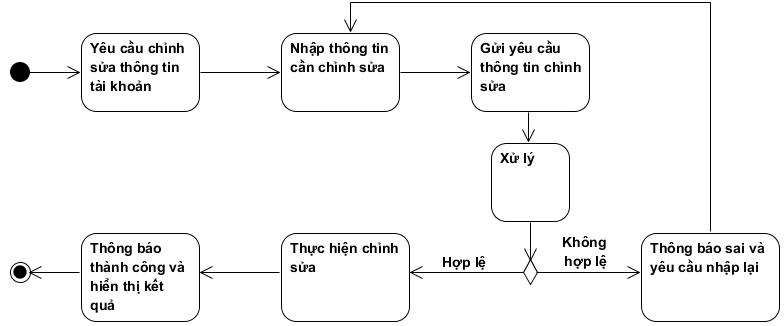 Yêu cầu chỉnh
sửa thông tin
tài khoản
Nhập thông tin
cần chỉnh sửa
Gửi yêu cầu
thông tin chỉnh
sửa
Xử lý
Hợp lệ
Không
hợp lệ
Thông báo sai và
yêu cầu nhập lại
Thực hiện chỉnh
sửa
Thông báo
thành công và
hiển thị kết
quả